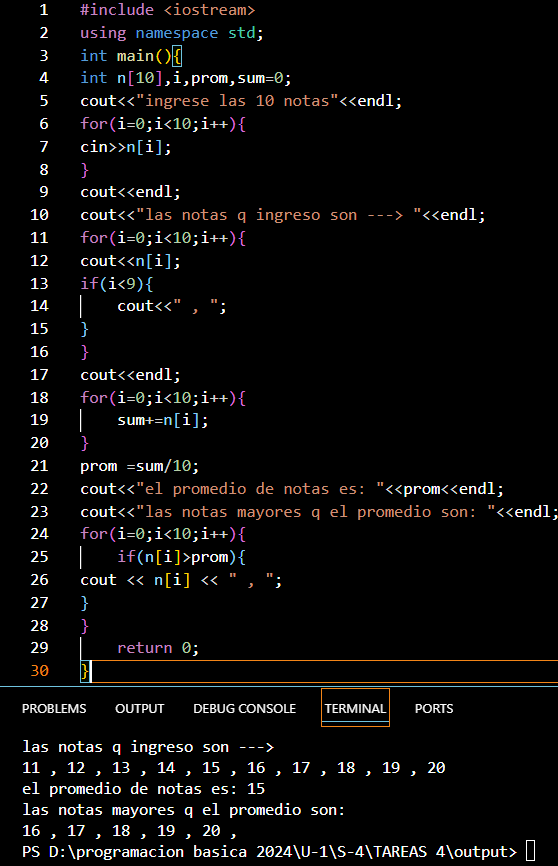 1 #include <iostream>
2 using namespace std;
3 int main(){
4 int n[10],i,prom,sum=0;
5 cout<<"ingrese las 10 notas"<<endl;
6 for(i=0;i<10;i++){
7 cin>>n[i];
8 }
9 cout<<endl;
10 cout<<"las notas q ingreso son ---> "<<endl;
11 for(i=0;i<10;i++){
12 cout<<n[i];
13 if(i<9){
14     cout<<" , ";
15 }
16 }
17 cout<<endl;
18 for(i=0;i<10;i++){
19     sum+=n[i];
20 }
21 prom =sum/10;
22 cout<<"el promedio de notas es: "<<prom<<endl;
23 cout<<"las notas mayores q el promedio son: "<<endl;
24 for(i=0;i<10;i++){
25     if(n[i]>prom){
26 cout << n[i] << " , ";
27 }
28 }
29     return 0;
30 }
PROBLEMS OUTPUT DEBUG CONSOLE TERMINAL PORTS
las notas q ingreso son --->
11 , 12 , 13 , 14 , 15 , 16 , 17 , 18 , 19 , 20
el promedio de notas es: 15
las notas mayores q el promedio son:
16 , 17 , 18 , 19 , 20 ,
PS D:\programacion basica 2024\U-1\S-4\TAREAS 4\output>